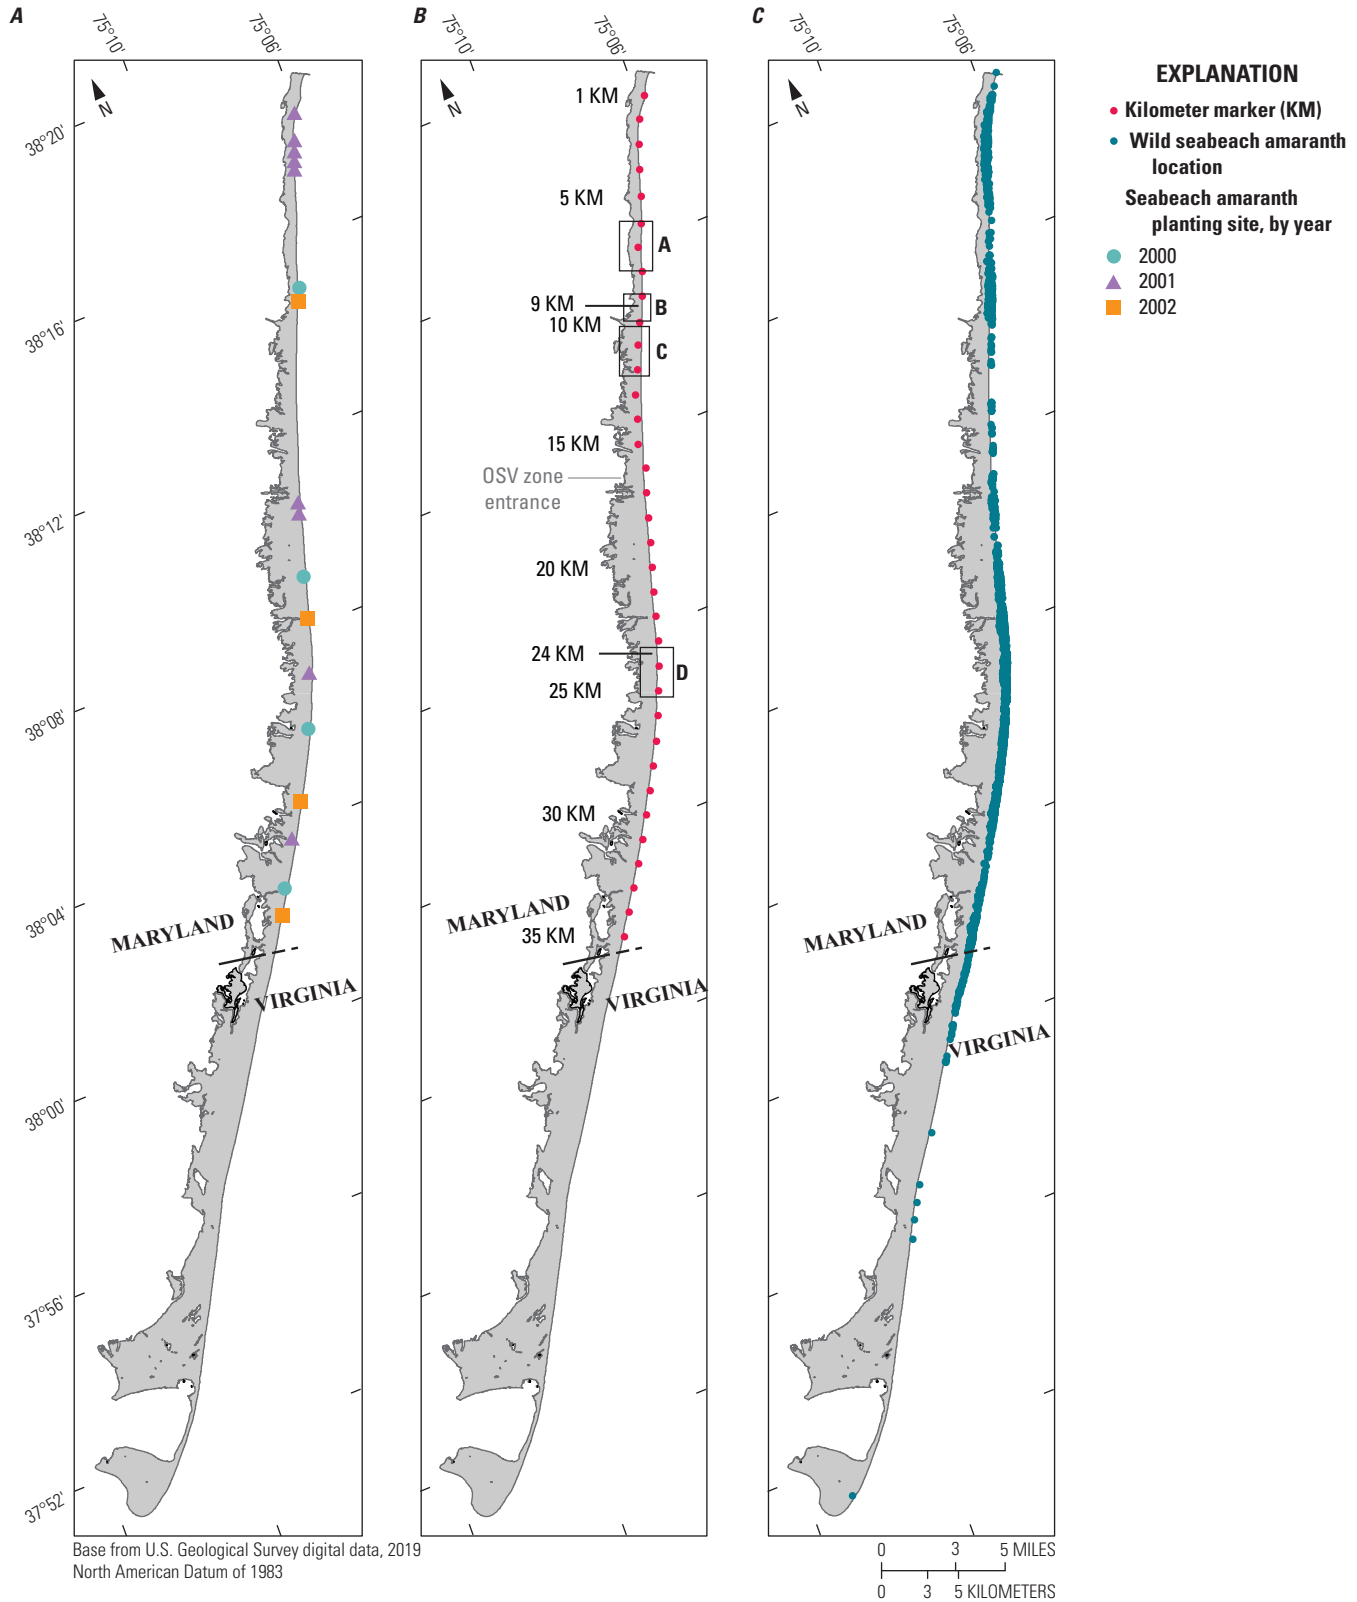 A
B
C
75°10'
75°06'
75°10'
75°06'
75°10'
75°06'
N
N
N
38°20'
38°16'
38°12'
38°08'
38°04'
38°00'
37°56'
37°52'
MARYLAND
VIRGINIA
1 KM
5 KM
A
9 KM
B
10 KM
C
15 KM
OSV zone
entrance
20 KM
24 KM
D
25 KM
30 KM
MARYLAND
35 KM
VIRGINIA
MARYLAND
VIRGINIA
EXPLANATION
Kilometer marker (KM)
Wild seabeach amaranth
location
Seabeach amaranth
planting site, by year
2000
2001
2002
Base from U.S. Geological Survey digital data, 2019
North American Datum of 1983
0 3 5 MILES
0 3 5 KILOMETERS